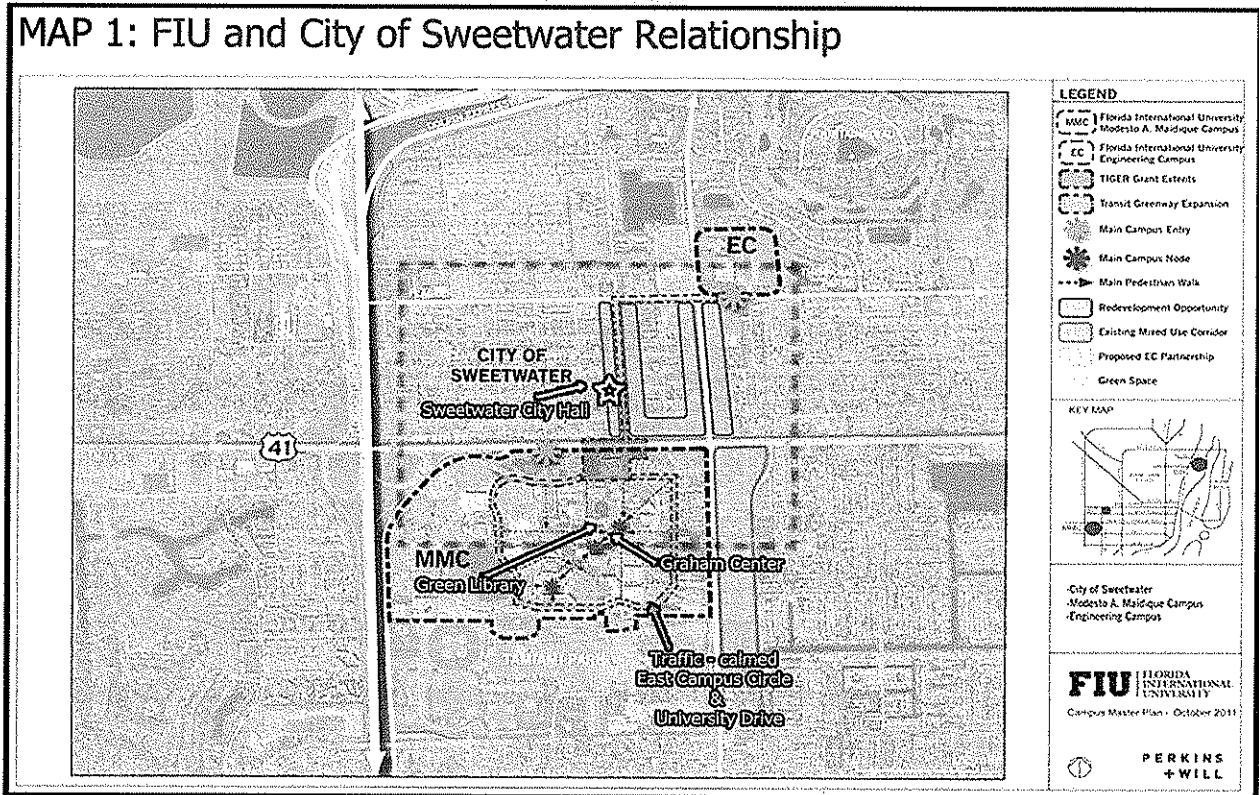 MAP 1: FIU and City of Sweetwater Relationship
EC
CITY OF
SWEETWATER
Sweetwater City Hall
41
MMC
Green Library
Graham Center
Traffic - calmed
East Campus Circle
&
University Drive
LEGEND
MMC
Florida International University
Modesto A. Maidique Campus
EC
Florida International University
Engineering Campus
TIGER Grant Extents
Transit Greenway Expansion
Main Campus Entry
Main Campus Node
Main Pedestrian Walk
Redevelopment Opportunity
Existing Mixed Use Corridor
Proposed EC Partnership
Green Space
KEY MAP
-City of Sweetwater
-Modesto A. Maidique Campus
-Engineering Campus
FIU FLORIDA
INTERNATIONAL
UNIVERSITY
Campus Master Plan - October 2011
PERKINS
+WILL